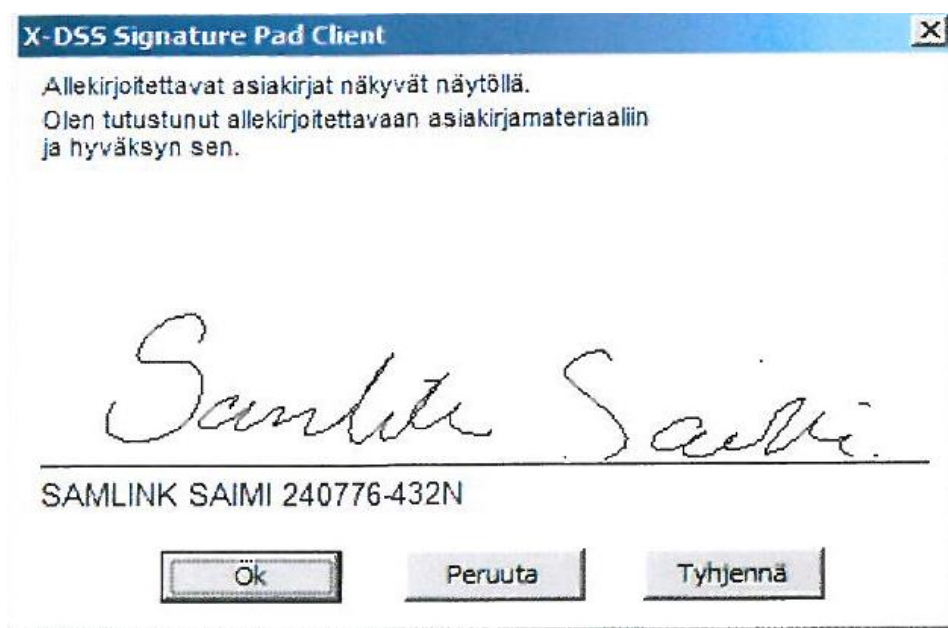 X-DSS Signature Pad Client
Allekirjoitettavat asiakirjat näkyvät näytöllä.
Olen tutustunut allekirjoitettavaan asiakirjamateriaaliin
ja hyväksyn sen.
SAMLINK SAIMI 240776-432N
Ök Peruuta Tyhjennä